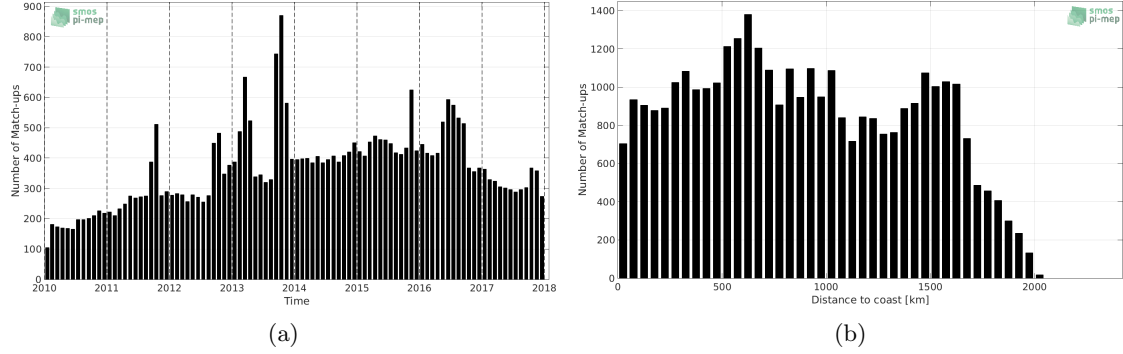 smos
pi-mep
900
800
700
600
500
400
300
200
100
0
Number of Match-ups
2010 2011 2012 2013 2014 2015 2016 2017 2018
Time
(a)
smos
pi-mep
1400
1200
1000
800
600
400
200
0
Number of Match-ups
0 500 1000 1500 2000
Distance to coast [km]
(b)